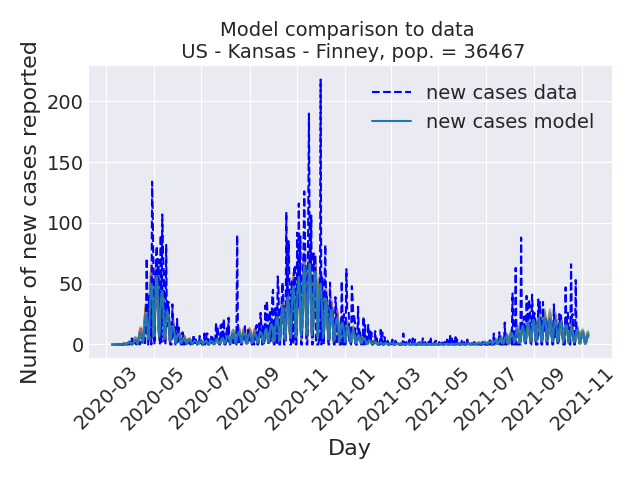 Model comparison to data
US - Kansas - Finney, pop. = 36467
Number of new cases reported
200
150
100
50
0
new cases data
new cases model
2020-03
2020-05
2020-07
2020-09
2020-11
2021-01
2021-03
2021-05
2021-07
2021-09
2021-11
Day